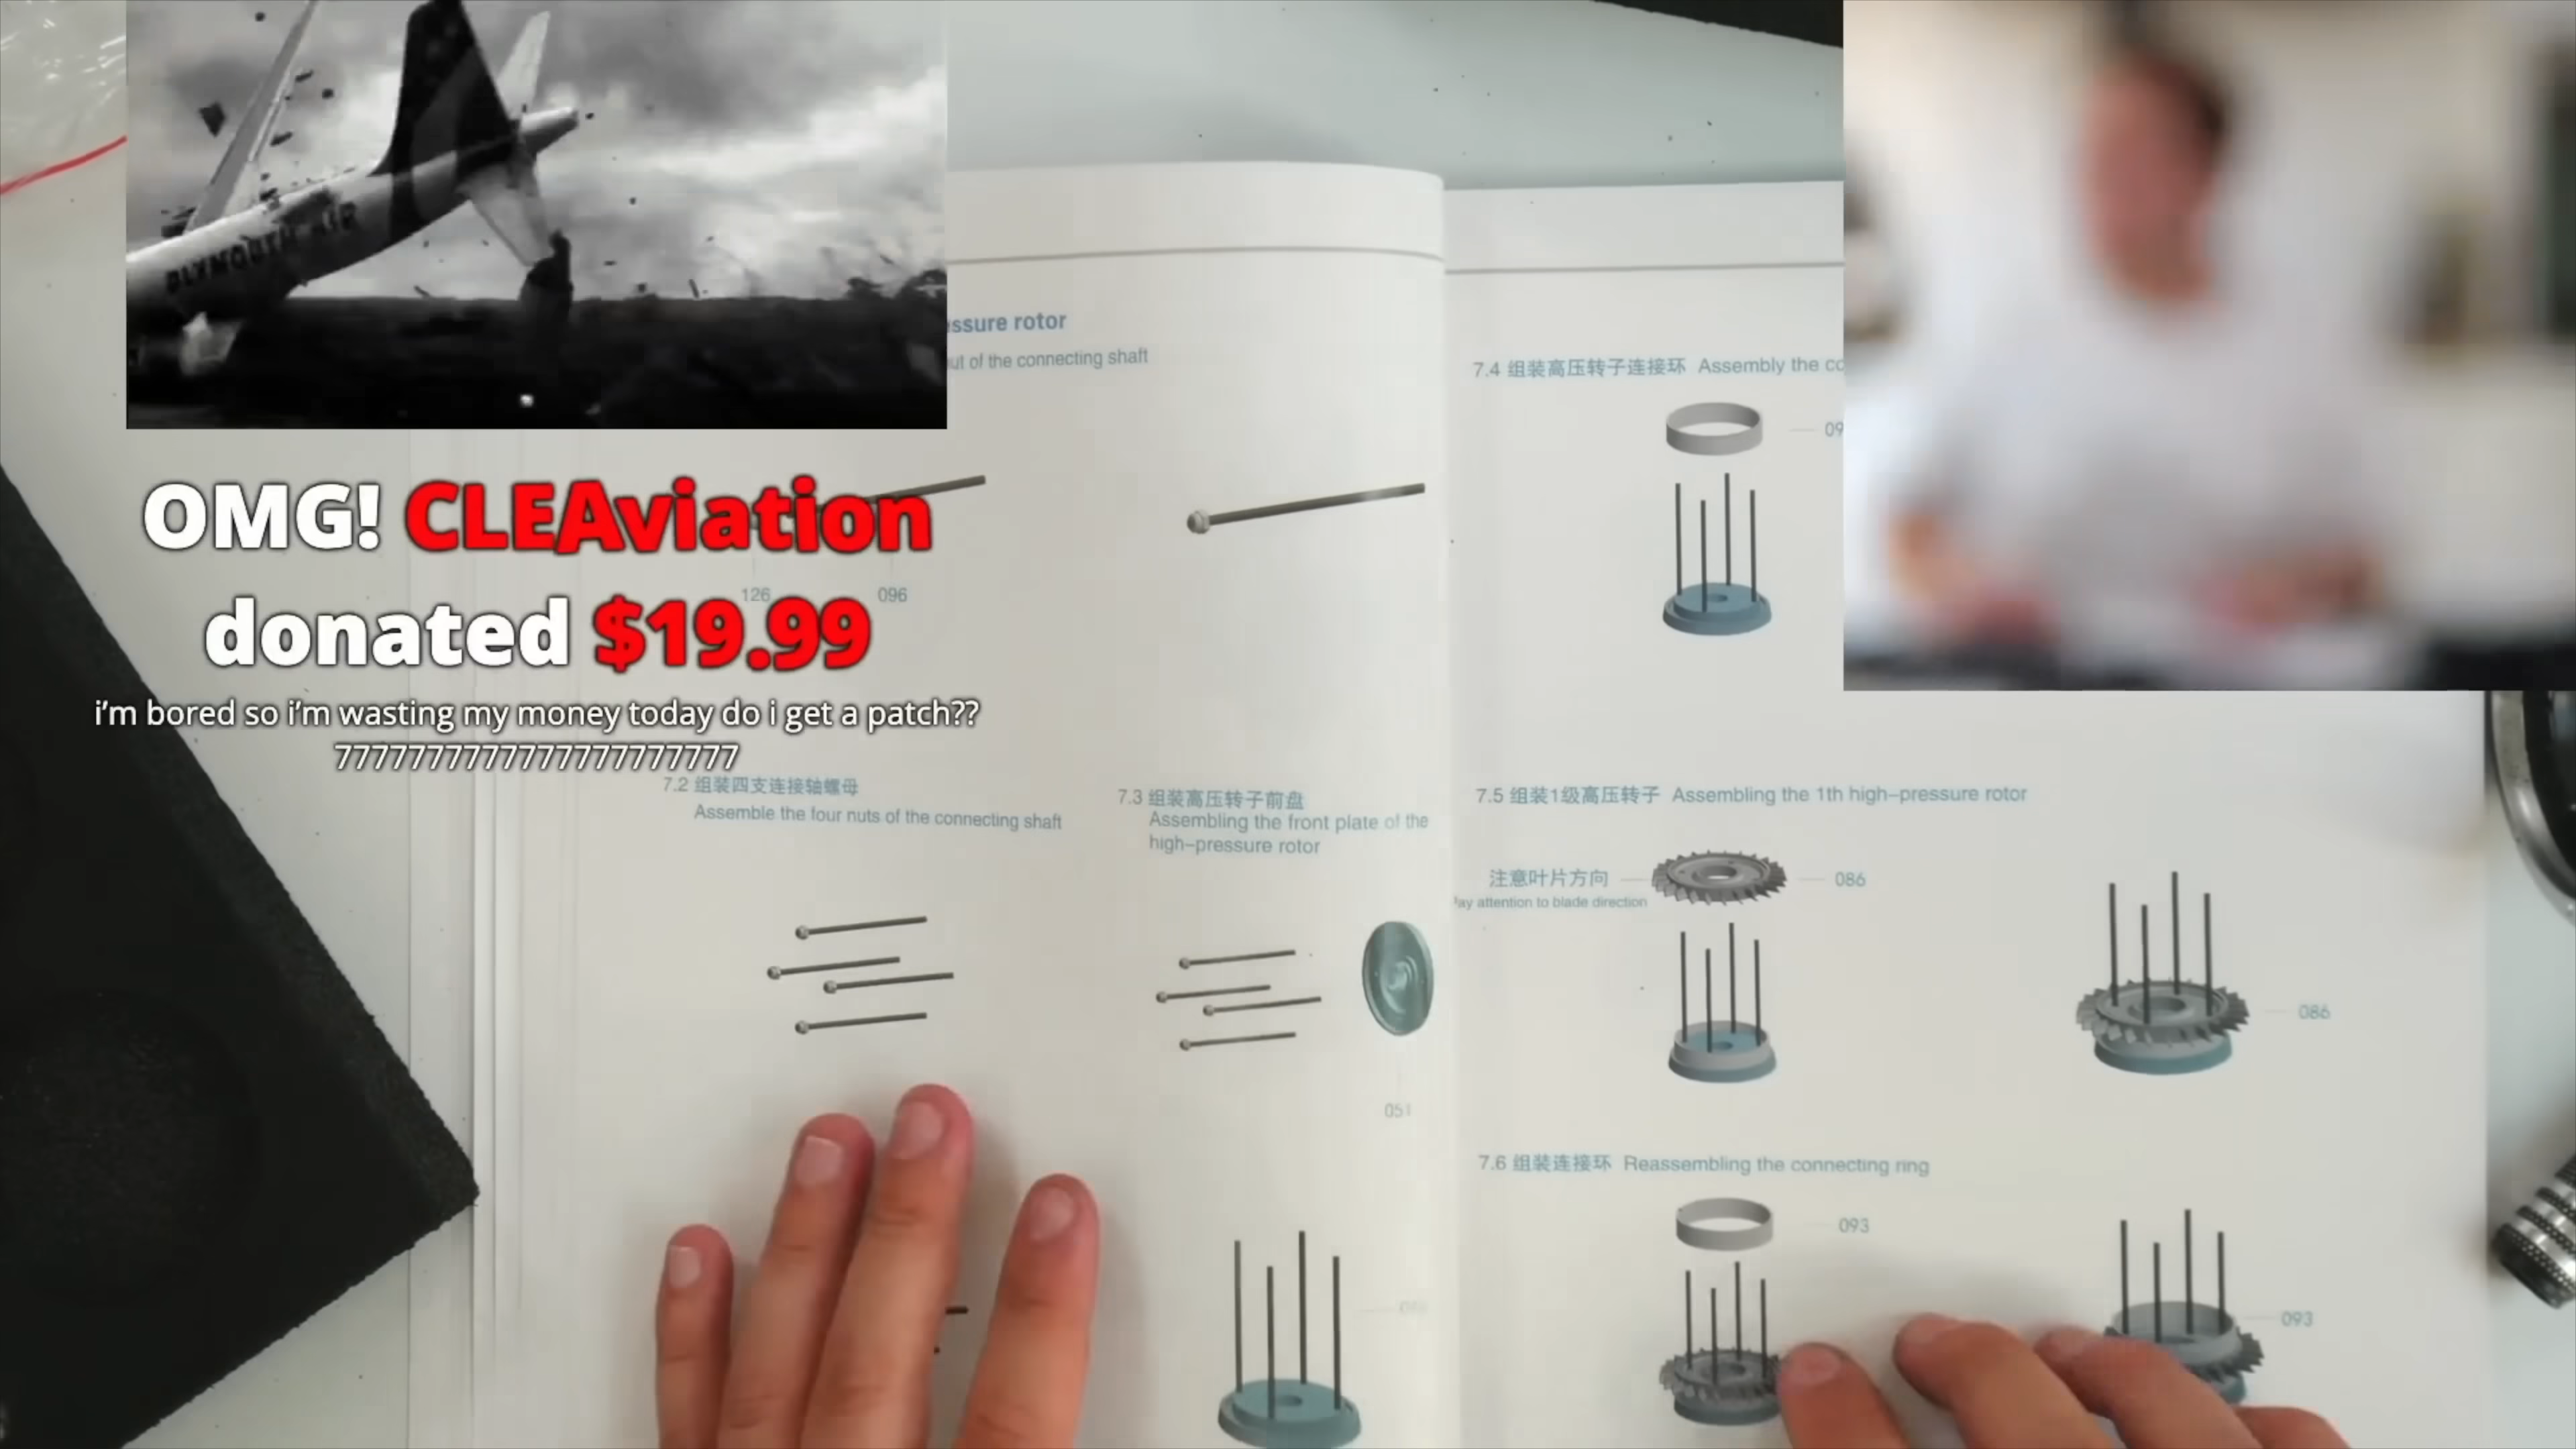 PLYMOUTH AIR
OMG! CLEAviation
donated $19.99
i'm bored so i'm wasting my money today do i get a patch??
7777777777777777777777
ssure rotor
ut of the connecting shaft
126
096
7.2 组装四支连接轴螺母
Assemble the four nuts of the connecting shaft
7.3 组装高压转子前盘
Assembling the front plate of the
high-pressure rotor
051
7.4 组装高压转子连接环 Assembly the co
09
7.5 组装1级高压转子 Assembling the 1th high-pressure rotor
注意叶片方向
Pay attention to blade direction
086
086
7.6 组装连接环 Reassembling the connecting ring
093
093